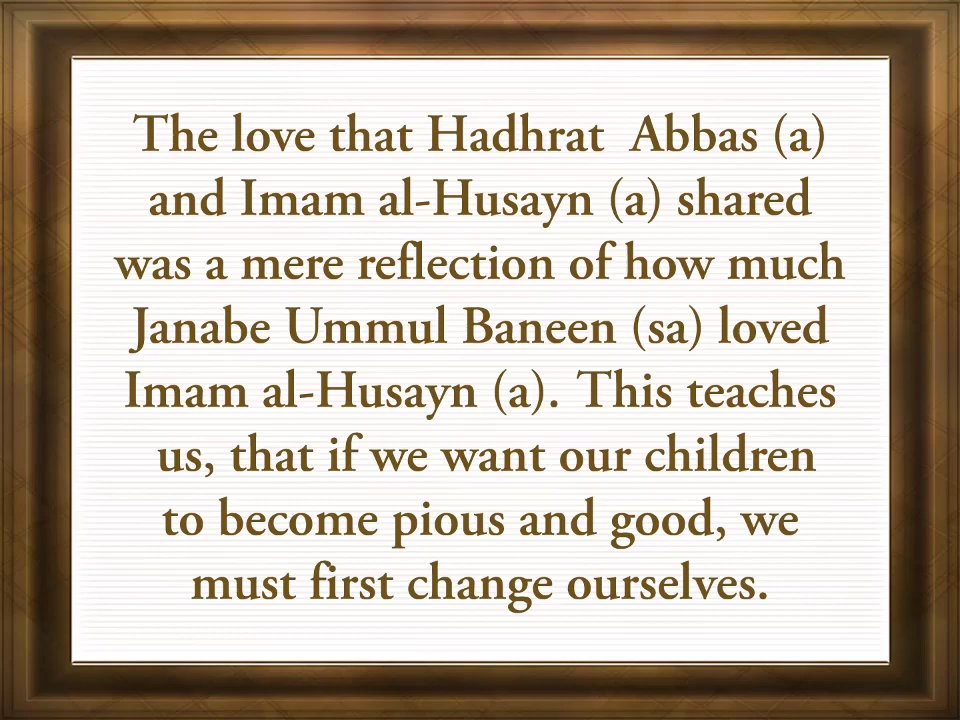 The love that Hadhrat  Abbas (a)
and Imam al-Husayn (a) shared
was a mere reflection of how much
Janabe Ummul Baneen (sa) loved
Imam al-Husayn (a). This teaches
us, that if we want our children
to become pious and good, we
must first change ourselves.